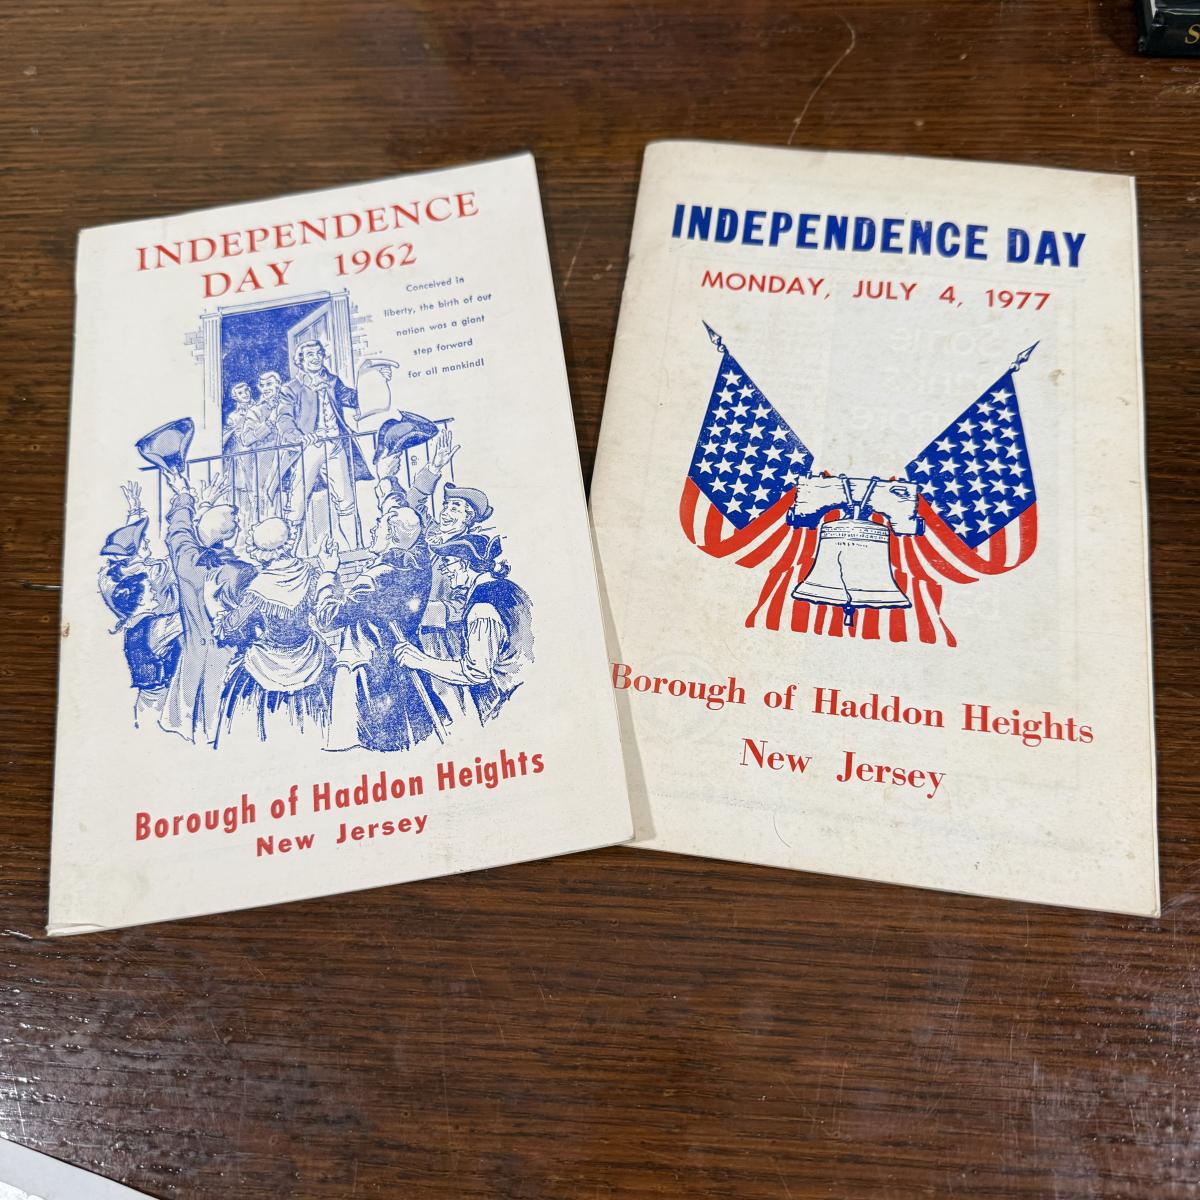 INDEPENDENCE
DAY 1962
Conceived in
liberty, the birth of our
nation was a giant
step forward
for all mankind!
Borough of Haddon Heights
New Jersey
INDEPENDENCE DAY
MONDAY, JULY 4, 1977
Borough of Haddon Heights
New Jersey